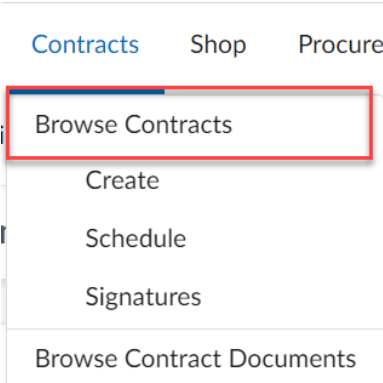 Contracts Shop Procure
Browse Contracts
Create
Schedule
Signatures
Browse Contract Documents